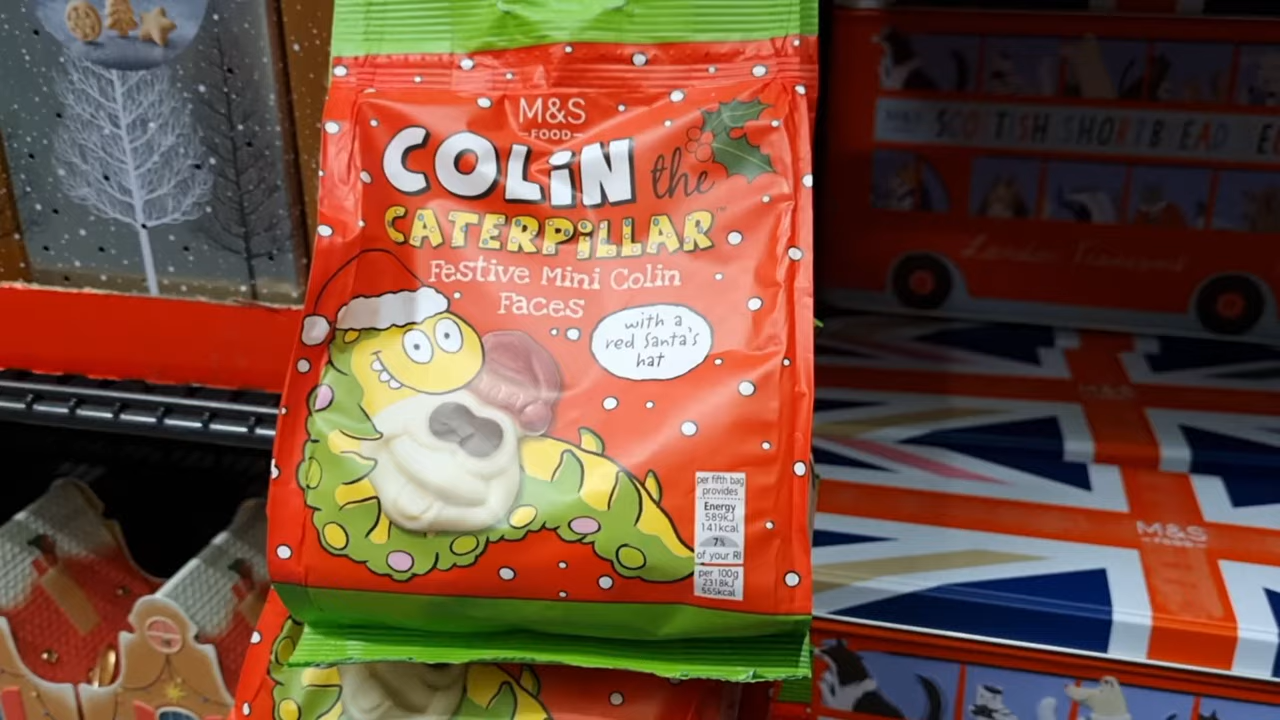 M&S
FOOD
COLiN the
CATERPiLLAR™
Festive Mini Colin
Faces
with a
red Santa's
hat
per fifth bag
provides
Energy
589kJ
141kcal
7%
of your RI
per 100g
2318kJ
555kcal
SCOTTISH SHORTBREAD
London Transport
M&S
M&S
FOOD